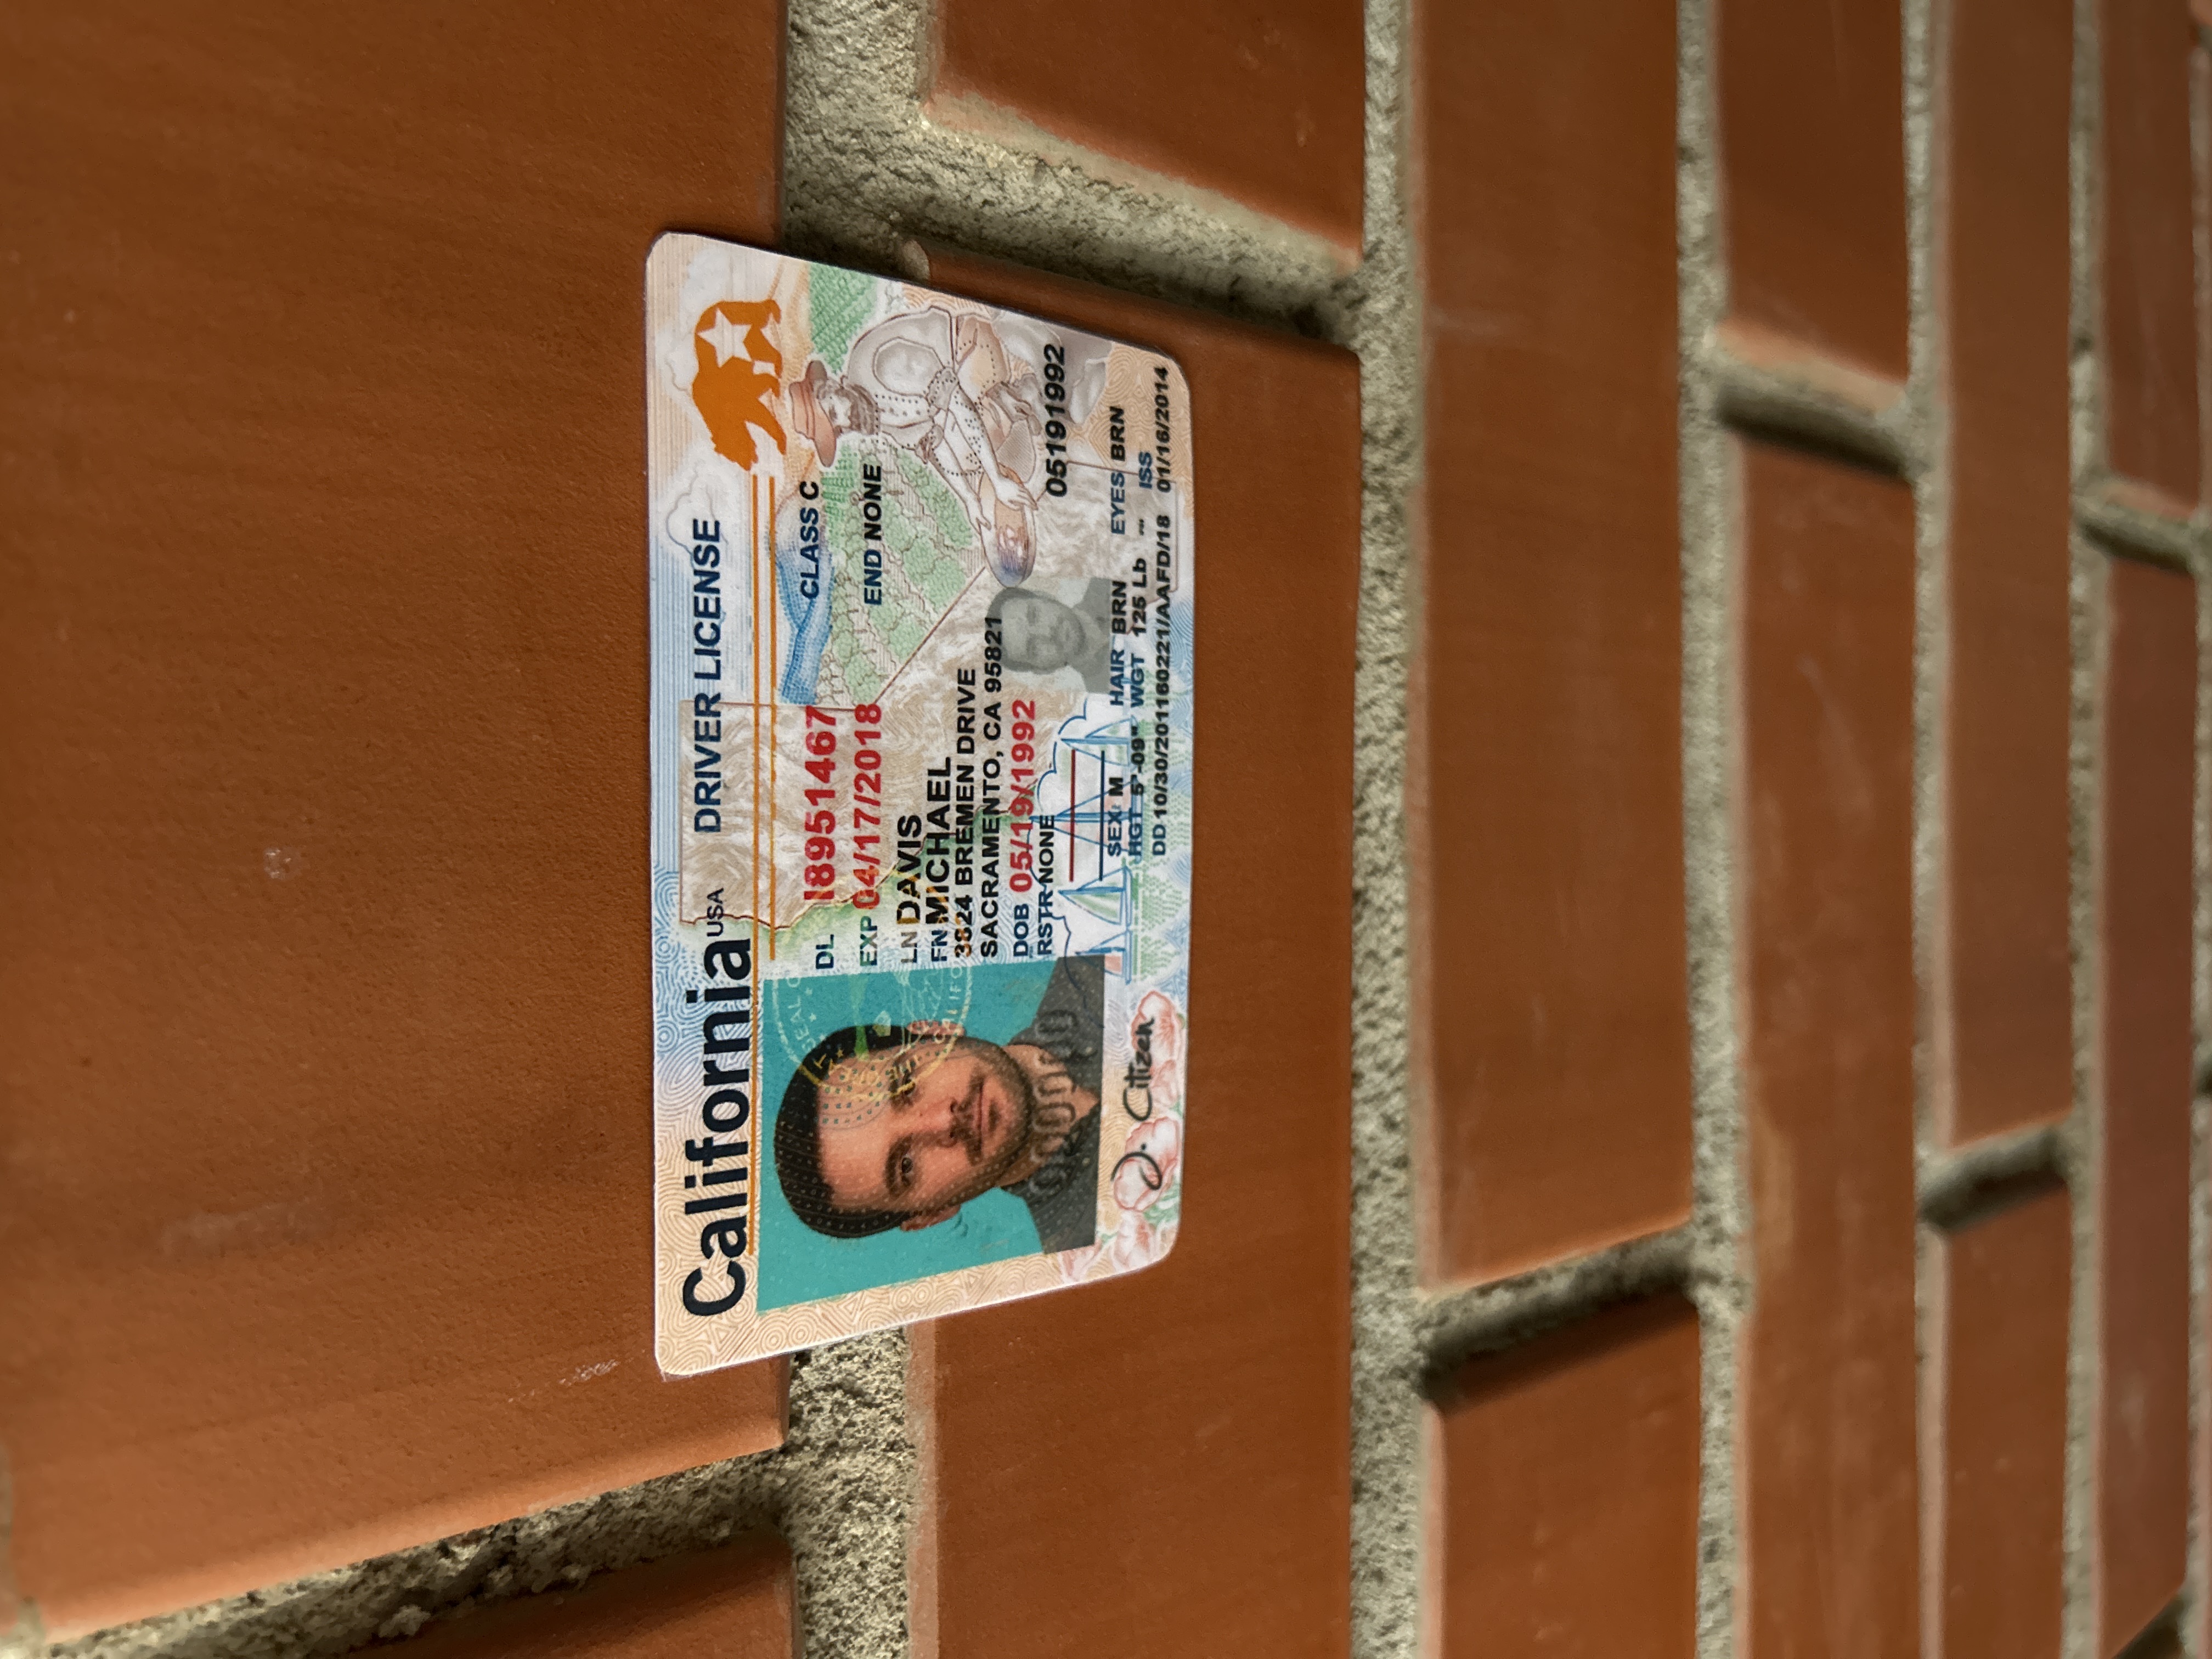 California USA DRIVER LICENSE
DL I8951467 CLASS C
EXP 04/17/2018 END NONE
LN DAVIS
FN MICHAEL
3824 BREMEN DRIVE
SACRAMENTO, CA 95821
DOB 05/19/1992
RSTR NONE 05191992
SEX M HAIR BRN EYES BRN
HGT 5'-09" WGT 125 Lb ISS
DD 10/30/201160221/AAFD/18 01/16/2014
J. Citizen